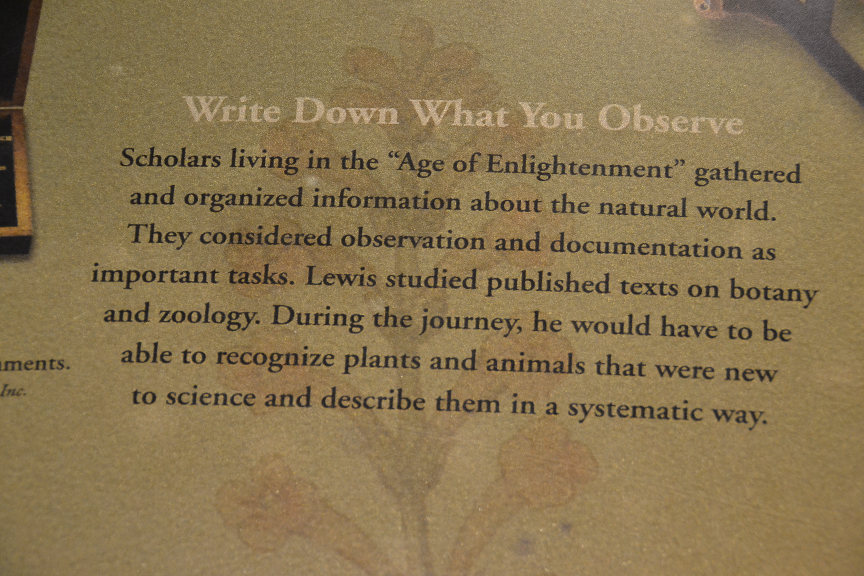 Write Down What You Observe
Scholars living in the “Age of Enlightenment” gathered
and organized information about the natural world.
They considered observation and documentation as
important tasks. Lewis studied published texts on botany
and zoology. During the journey, he would have to be
able to recognize plants and animals that were new
to science and describe them in a systematic way.
ments.
Inc.